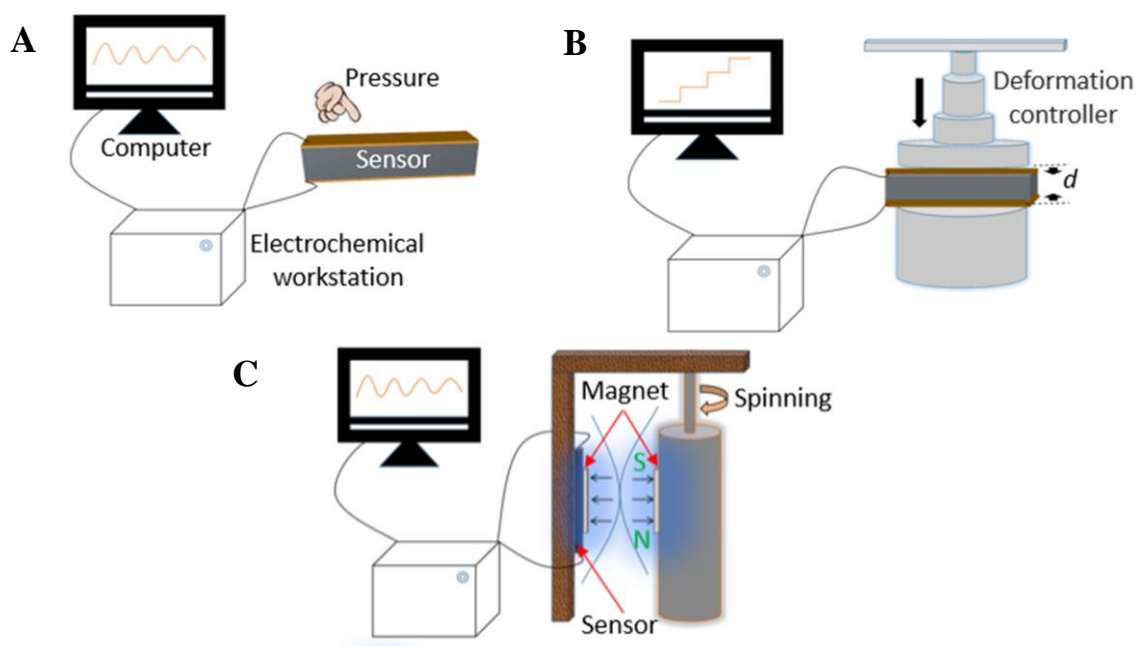 A
Pressure
Computer
Sensor
Electrochemical
workstation
B
Deformation
controller
d
C
Magnet
Spinning
S
N
Sensor